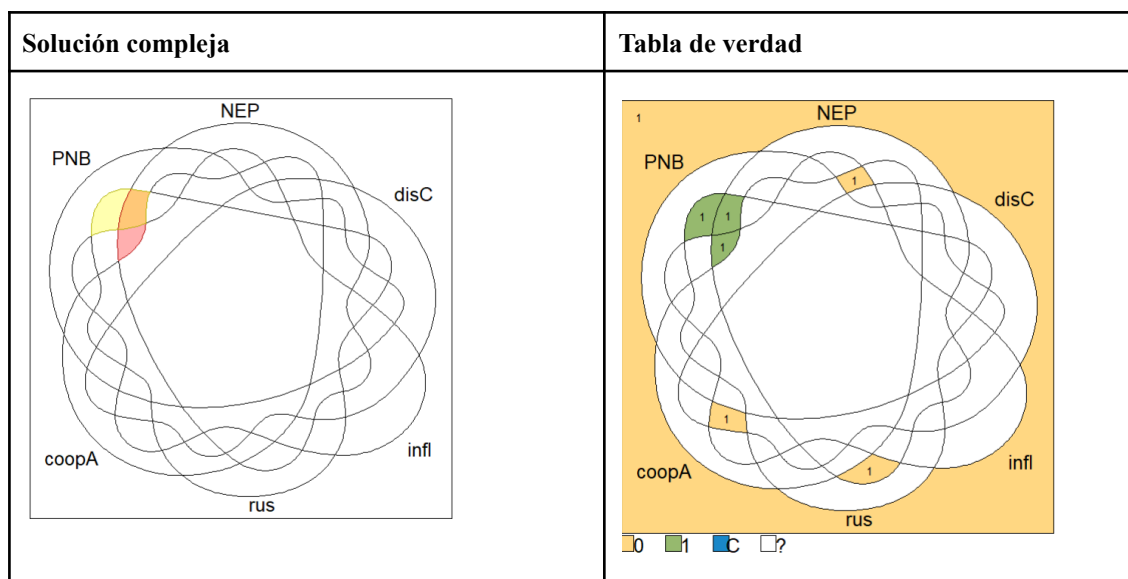 Solución compleja
Tabla de verdad
NEP
PNB
disC
infl
coopA
rus
1
NEP
PNB
disC
1
1
1
1
1
1
infl
coopA
rus
0 1 C ?